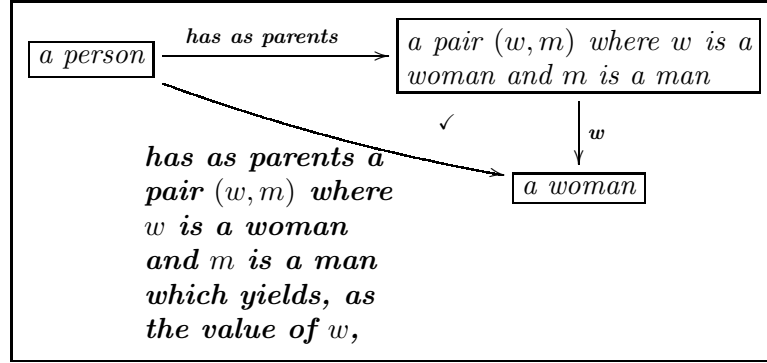 has as parents
a person
a pair (w, m) where w is a
woman and m is a man
✓
w
a woman
has as parents a
pair (w, m) where
w is a woman
and m is a man
which yields, as
the value of w,